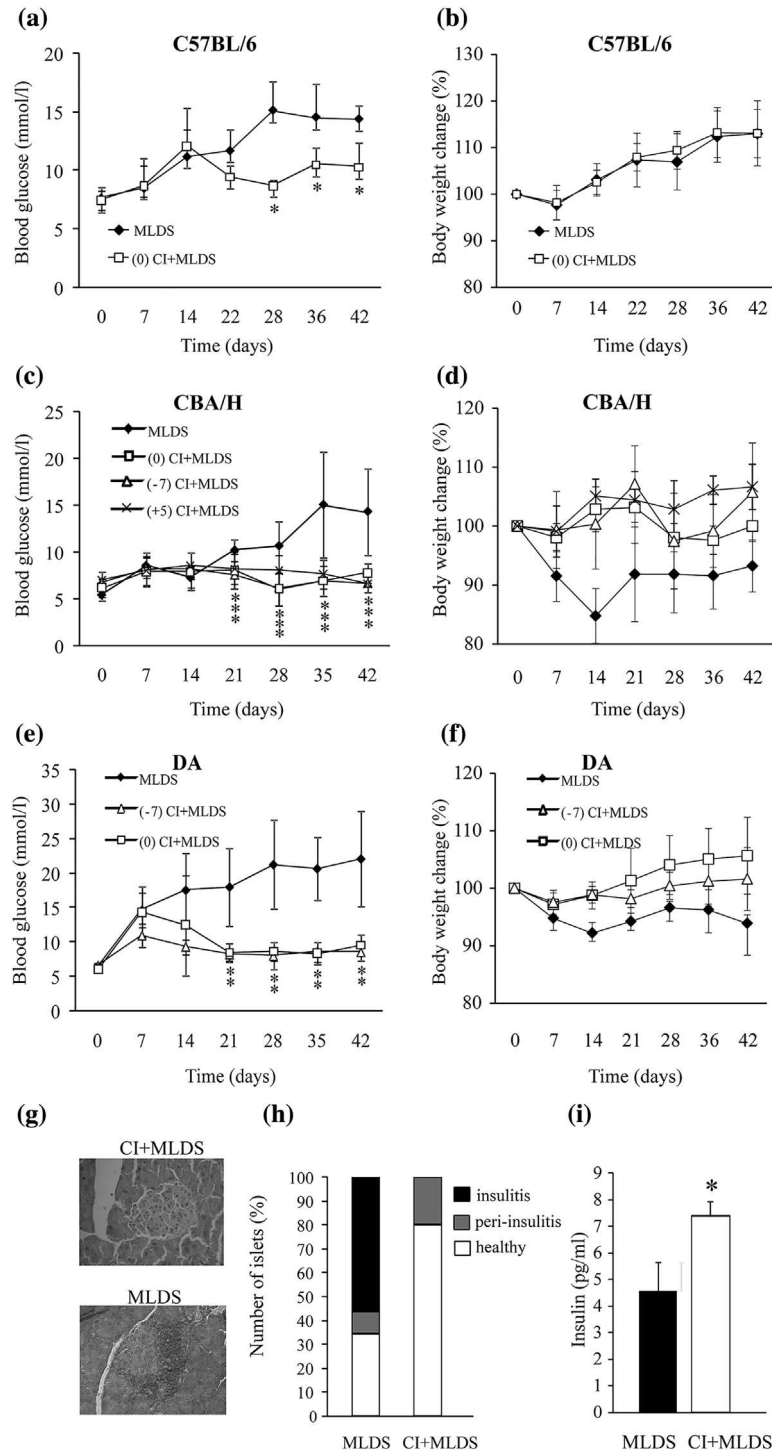 (a)
C57BL/6
Blood glucose (mmol/l)
20
15
10
5
0
MLDS
(0) CI+MLDS
* * *
0 7 14 22 28 36 42
Time (days)
(b)
C57BL/6
Body weight change (%)
130
120
110
100
90
80
MLDS
(0) CI+MLDS
0 7 14 22 28 36 42
Time (days)
(c)
CBA/H
Blood glucose (mmol/l)
25
20
15
10
5
0
MLDS
(0) CI+MLDS
(-7) CI+MLDS
(+5) CI+MLDS
*** *** *** ***
0 7 14 21 28 35 42
Time (days)
(d)
CBA/H
Body weight change (%)
120
110
100
90
80
0 7 14 21 28 36 42
Time (days)
(e)
DA
Blood glucose (mmol/l)
35
30
25
20
15
10
5
0
MLDS
(-7) CI+MLDS
(0) CI+MLDS
** ** ** **
0 7 14 21 28 35 42
Time (days)
(f)
DA
Body weight change (%)
120
110
100
90
80
MLDS
(-7) CI+MLDS
(0) CI+MLDS
0 7 14 21 28 36 42
Time (days)
(g)
CI+MLDS
MLDS
(h)
Number of islets (%)
100
90
80
70
60
50
40
30
20
10
0
insulitis
peri-insulitis
healthy
MLDS CI+MLDS
(i)
Insulin (pg/ml)
9
8
7
6
5
4
3
2
1
0
*
MLDS CI+MLDS